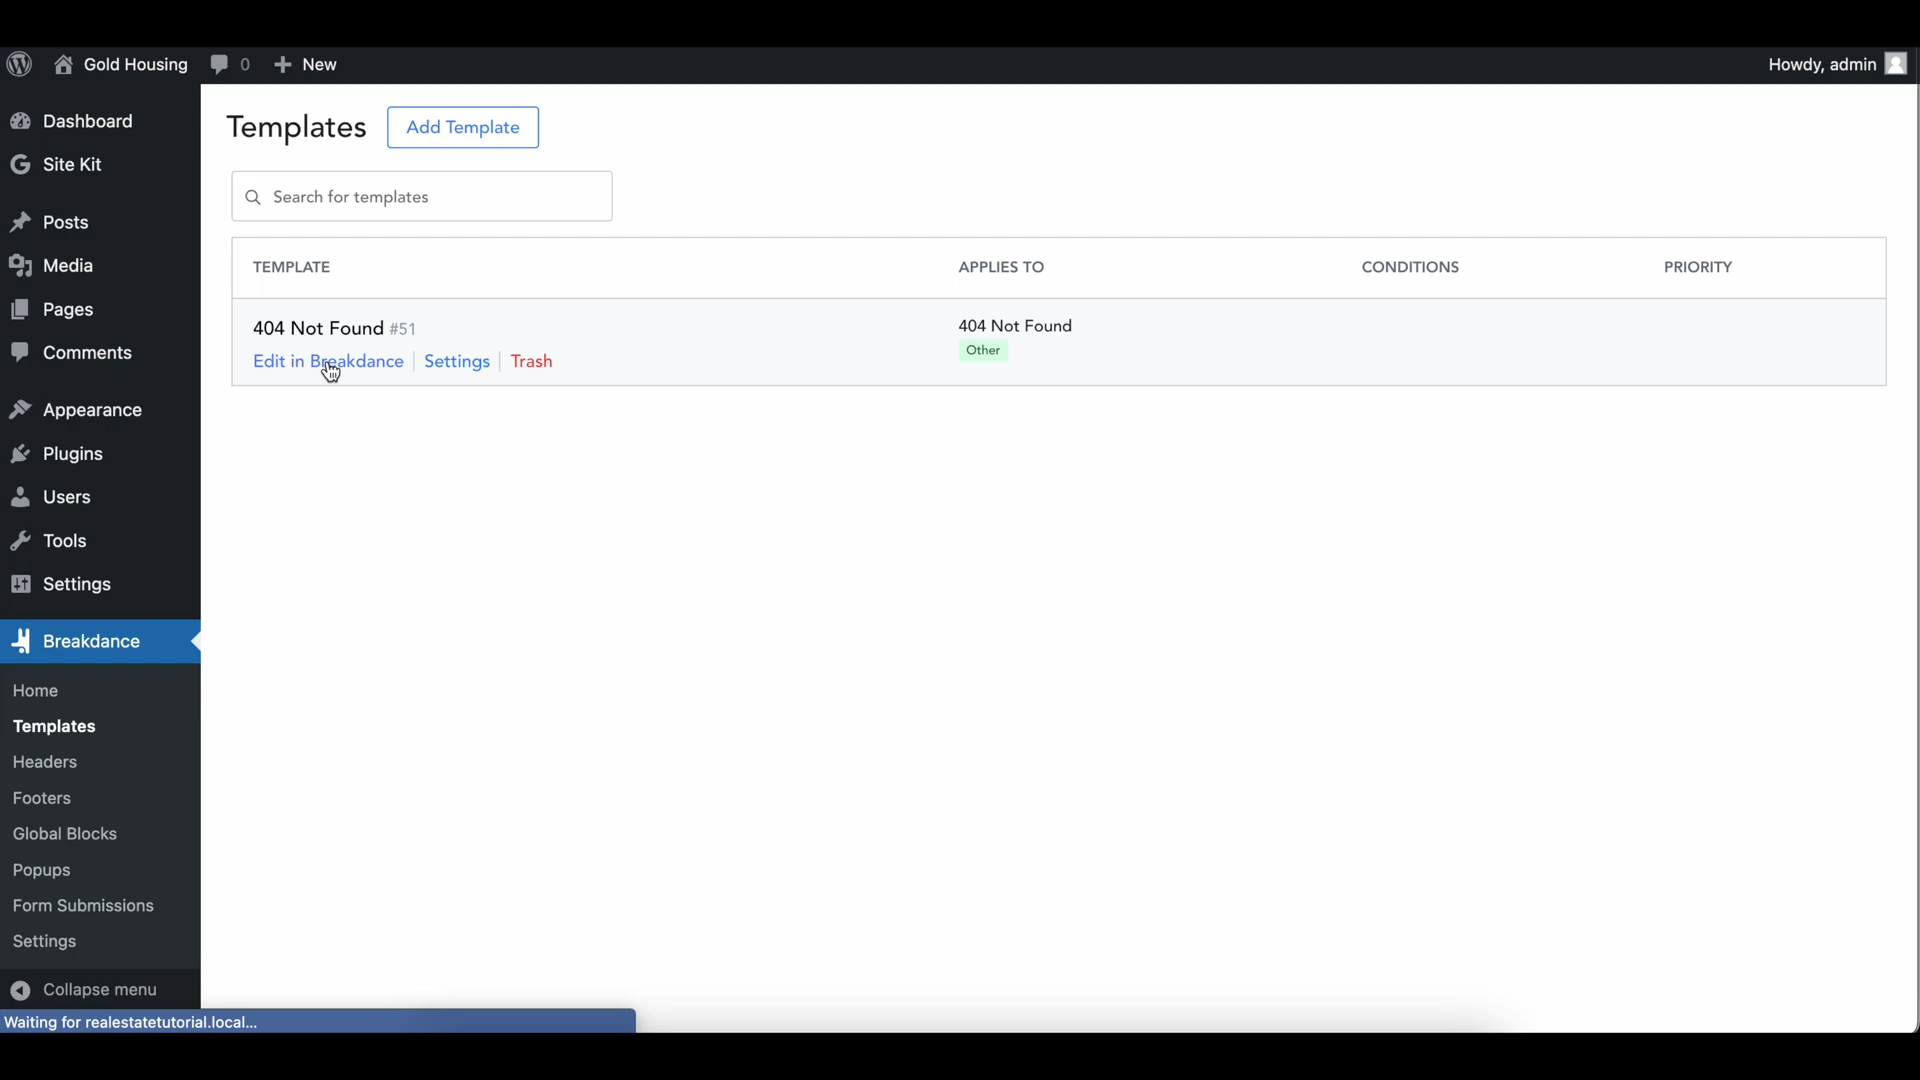 Gold Housing 0 New Howdy, admin
Dashboard
Site Kit
Posts
Media
Pages
Comments
Appearance
Plugins
Users
Tools
Settings
Breakdance
Home
Templates
Headers
Footers
Global Blocks
Popups
Form Submissions
Settings
Collapse menu
Templates Add Template
Search for templates
TEMPLATE APPLIES TO CONDITIONS PRIORITY
404 Not Found #51 404 Not Found
Edit in Breakdance Settings Trash Other
Waiting for realestatetutorial.local...